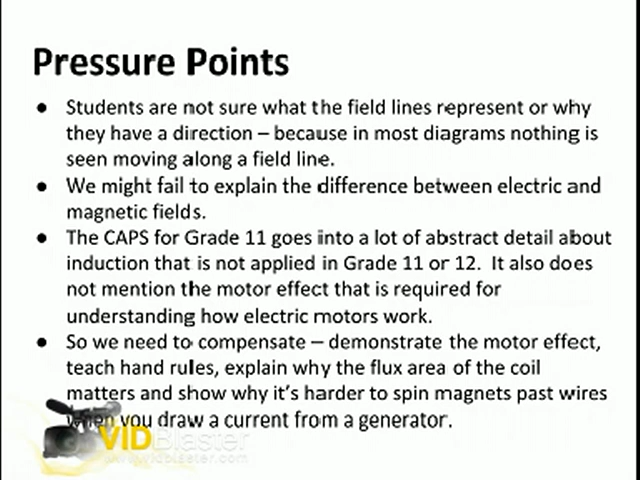 Pressure Points
● Students are not sure what the field lines represent or why
they have a direction – because in most diagrams nothing is
seen moving along a field line.
● We might fail to explain the difference between electric and
magnetic fields.
● The CAPS for Grade 11 goes into a lot of abstract detail about
induction that is not applied in Grade 11 or 12.  It also does
not mention the motor effect that is required for
understanding how electric motors work.
● So we need to compensate – demonstrate the motor effect,
teach hand rules, explain why the flux area of the coil
matters and show why it's harder to spin magnets past wires
when you draw a current from a generator.
VIDBlaster
www.vidblaster.com